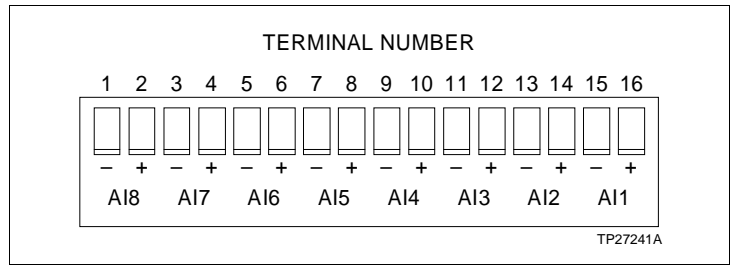 TERMINAL NUMBER
1 2 3 4 5 6 7 8 9 10 11 12 13 14 15 16
– + – + – + – + – + – + – + – +
AI8 AI7 AI6 AI5 AI4 AI3 AI2 AI1
TP27241A